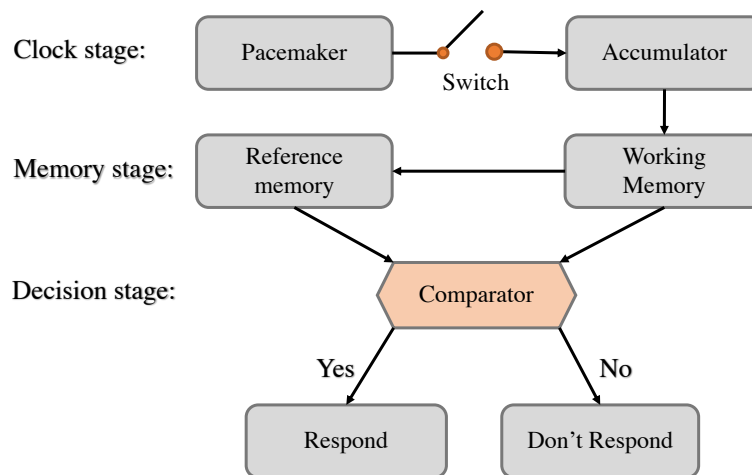 Clock stage:
Pacemaker
Switch
Accumulator
Memory stage:
Reference
memory
Working
Memory
Decision stage:
Comparator
Yes
No
Respond
Don't Respond